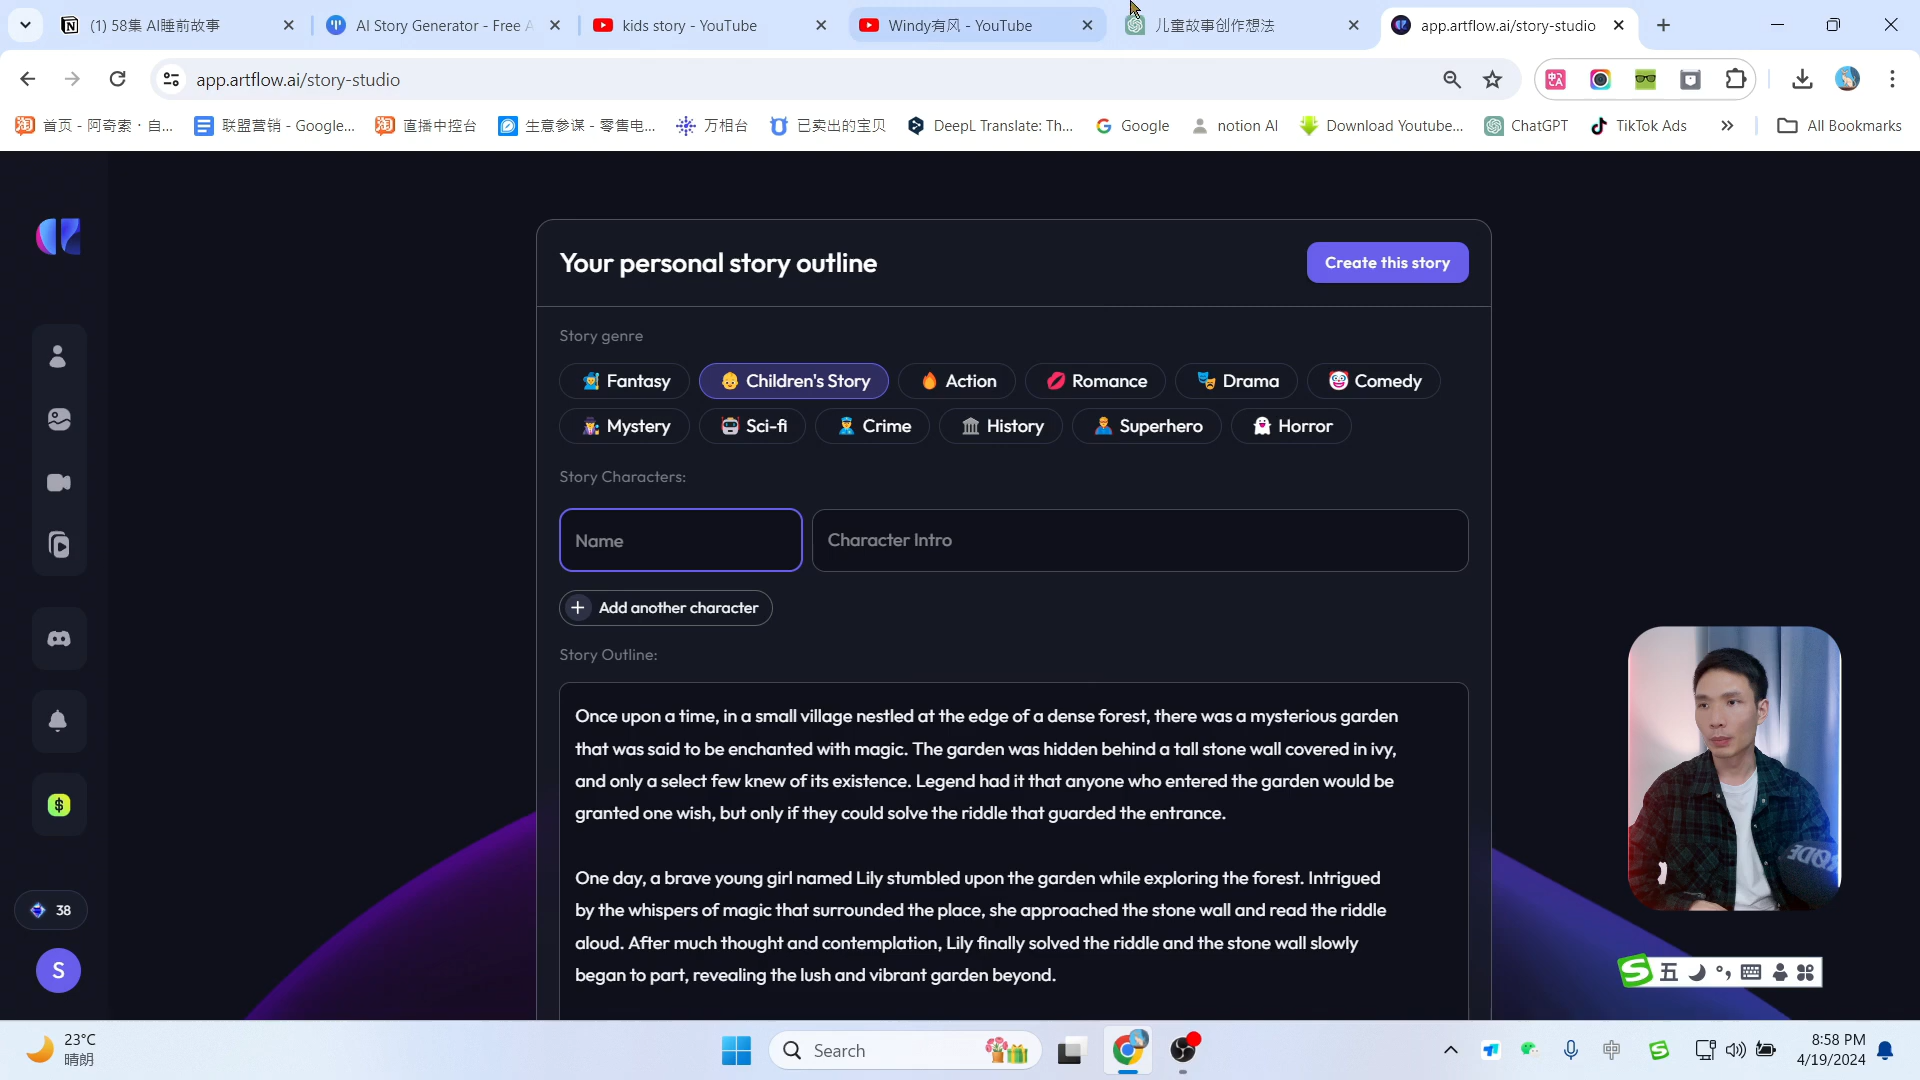 (1) 58集 AI睡前故事
AI Story Generator - Free A
kids story - YouTube
Windy有风 - YouTube
儿童故事创作想法
app.artflow.ai/story-studio
app.artflow.ai/story-studio
首页 - 阿奇索 · 自...
联盟营销 - Google...
直播中控台
生意参谋 - 零售电...
万相台
已卖出的宝贝
DeepL Translate: Th...
Google
notion AI
Download Youtube...
ChatGPT
TikTok Ads
All Bookmarks
Your personal story outline
Create this story
Story genre
Fantasy
Children's Story
Action
Romance
Drama
Comedy
Mystery
Sci-fi
Crime
History
Superhero
Horror
Story Characters:
Name
Character Intro
Add another character
Story Outline:
Once upon a time, in a small village nestled at the edge of a dense forest, there was a mysterious garden
that was said to be enchanted with magic. The garden was hidden behind a tall stone wall covered in ivy,
and only a select few knew of its existence. Legend had it that anyone who entered the garden would be
granted one wish, but only if they could solve the riddle that guarded the entrance.
One day, a brave young girl named Lily stumbled upon the garden while exploring the forest. Intrigued
by the whispers of magic that surrounded the place, she approached the stone wall and read the riddle
aloud. After much thought and contemplation, Lily finally solved the riddle and the stone wall slowly
began to part, revealing the lush and vibrant garden beyond.
38
S
RODE
五
23°C
晴朗
Search
中
8:58 PM
4/19/2024